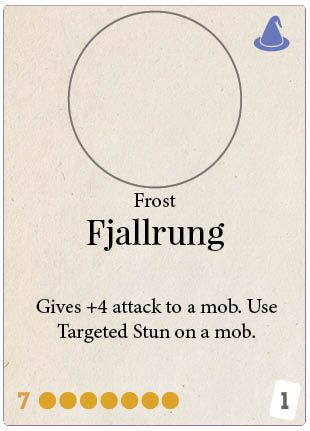 Frost
Fjallrung
Gives +4 attack to a mob. Use
Targeted Stun on a mob.
7
1